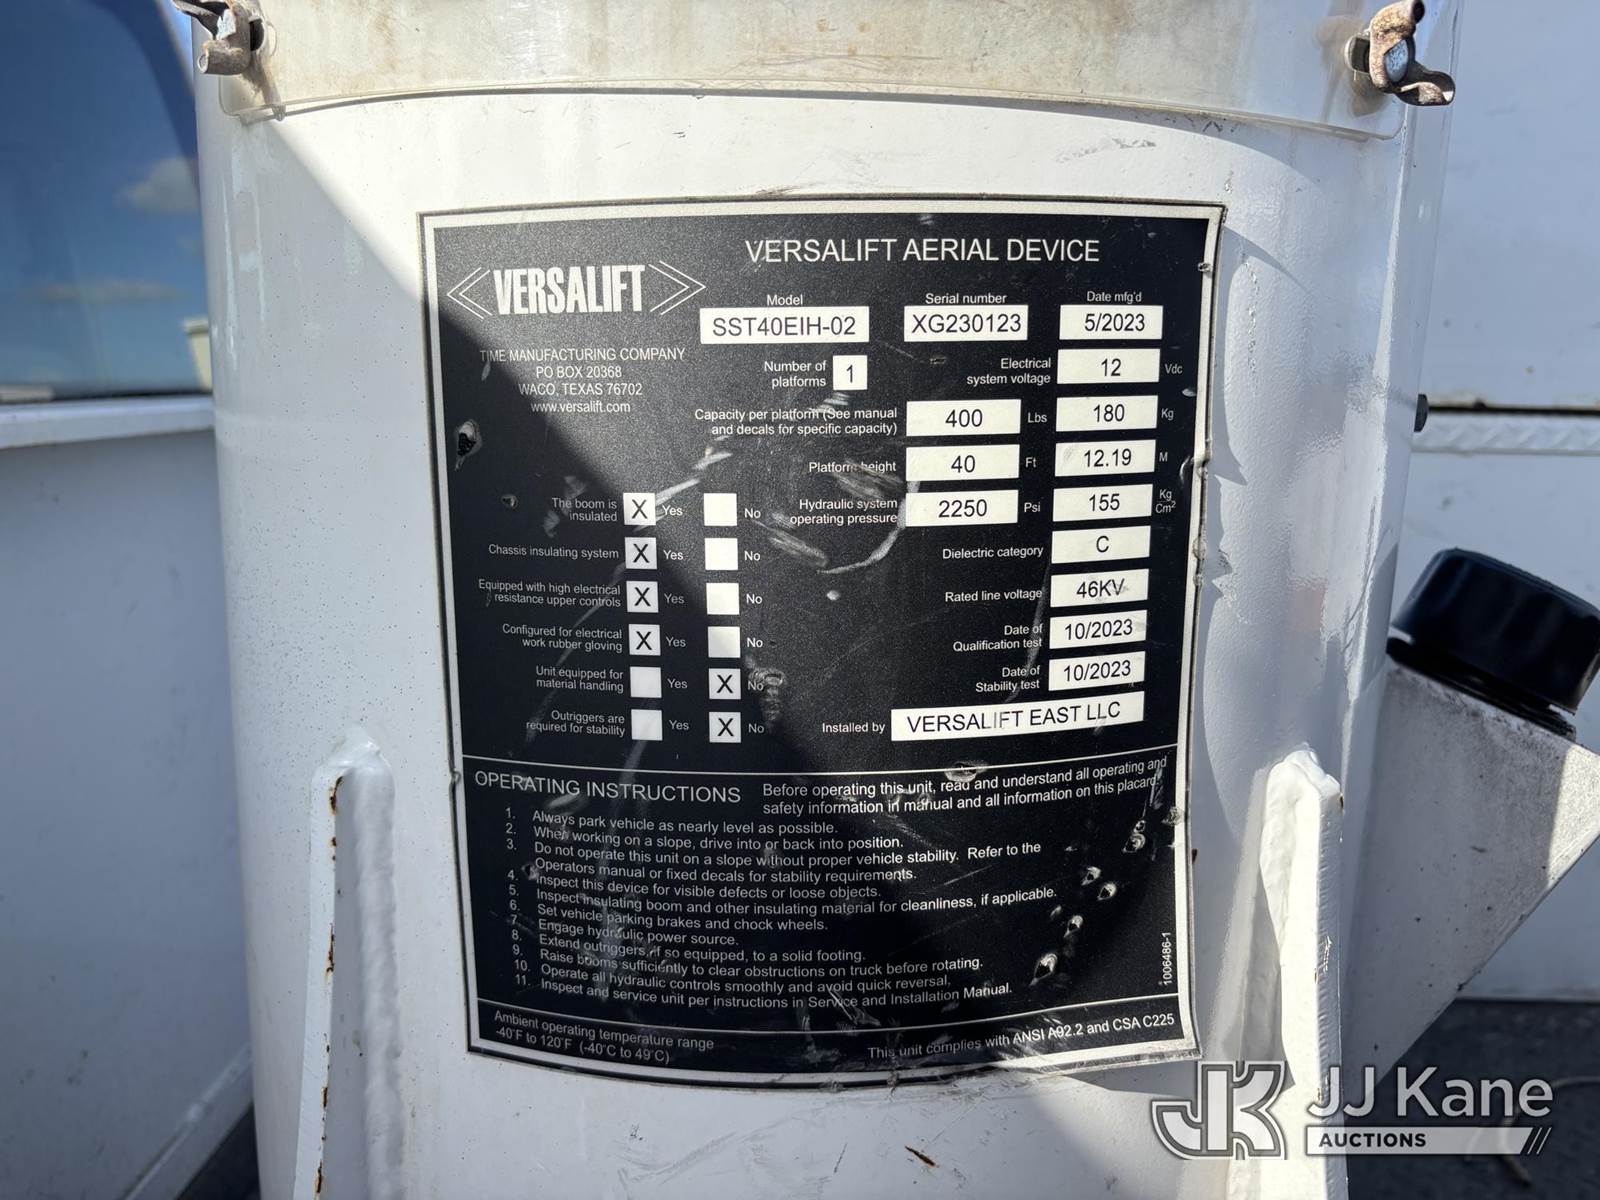 VERSALIFT
TIME MANUFACTURING COMPANY
PO BOX 20368
WACO, TEXAS 76702
www.versalift.com
VERSALIFT AERIAL DEVICE
Model
SST40EIH-02
Serial number
XG230123
Date mfg'd
5/2023
Number of
platforms 1
Electrical
system voltage 12 Vdc
Capacity per platform (See manual
and decals for specific capacity) 400 Lbs 180 Kg
Platform height 40 Ft 12.19 M
Hydraulic system
operating pressure 2250 Psi 155 Kg
Cm²
Dielectric category C
Rated line voltage 46KV
Date of
Qualification test 10/2023
Date of
Stability test 10/2023
Installed by VERSALIFT EAST LLC
The boom is
insulated X Yes No
Chassis insulating system X Yes No
Equipped with high electrical
resistance upper controls X Yes No
Configured for electrical
work rubber gloving X Yes No
Unit equipped for
material handling Yes X No
Outriggers are
required for stability Yes X No
OPERATING INSTRUCTIONS
Before operating this unit, read and understand all operating and
safety information in manual and all information on this placard.
1. Always park vehicle as nearly level as possible.
2. When working on a slope, drive into or back into position.
3. Do not operate this unit on a slope without proper vehicle stability. Refer to the
Operators manual or fixed decals for stability requirements.
4. Inspect this device for visible defects or loose objects.
5. Inspect insulating boom and other insulating material for cleanliness, if applicable.
6. Set vehicle parking brakes and chock wheels.
7. Engage hydraulic power source.
8. Extend outriggers, if so equipped, to a solid footing.
9. Raise booms sufficiently to clear obstructions on truck before rotating.
10. Operate all hydraulic controls smoothly and avoid quick reversal.
11. Inspect and service unit per instructions in Service and Installation Manual.
1006486-1
Ambient operating temperature range
-40°F to 120°F (-40°C to 49°C)
This unit complies with ANSI A92.2 and CSA C225
JK JJ Kane
AUCTIONS